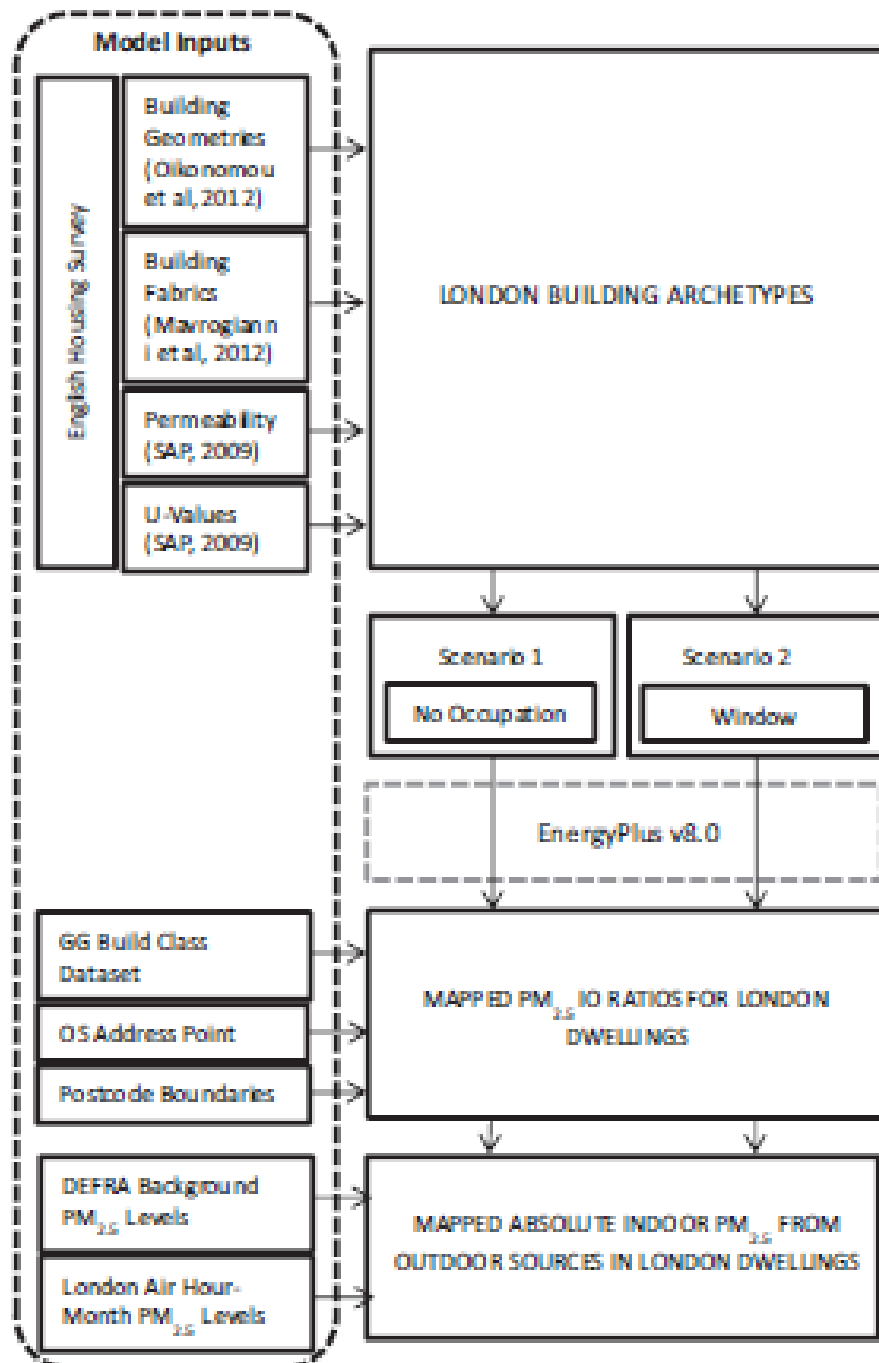 Model Inputs
English Housing Survey
Building
Geometries
(Oikonomou
et al, 2012)
Building
Fabrics
(Mavrogiann
i et al, 2012)
Permeability
(SAP, 2009)
U-Values
(SAP, 2009)
LONDON BUILDING ARCHETYPES
Scenario 1
No Occupation
Scenario 2
Window
EnergyPlus v8.0
GG Build Class
Dataset
OS Address Point
Postcode Boundaries
MAPPED PM2.5 IO RATIOS FOR LONDON
DWELLINGS
DEFRA Background
PM2.5 Levels
London Air Hour-
Month PM2.5 Levels
MAPPED ABSOLUTE INDOOR PM2.5 FROM
OUTDOOR SOURCES IN LONDON DWELLINGS